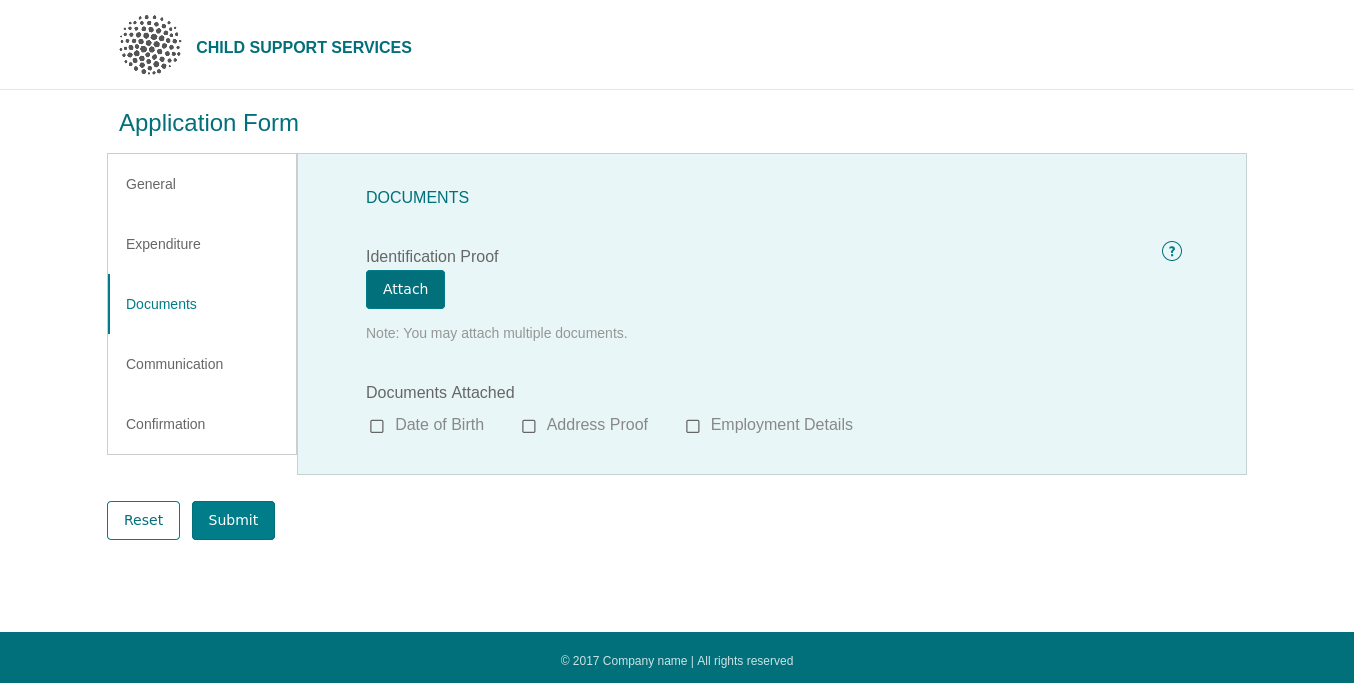 CHILD SUPPORT SERVICES
Application Form
General
Expenditure
Documents
Communication
Confirmation
DOCUMENTS
Identification Proof
?
Attach
Note: You may attach multiple documents.
Documents Attached
Date of Birth Address Proof Employment Details
Reset Submit
© 2017 Company name | All rights reserved